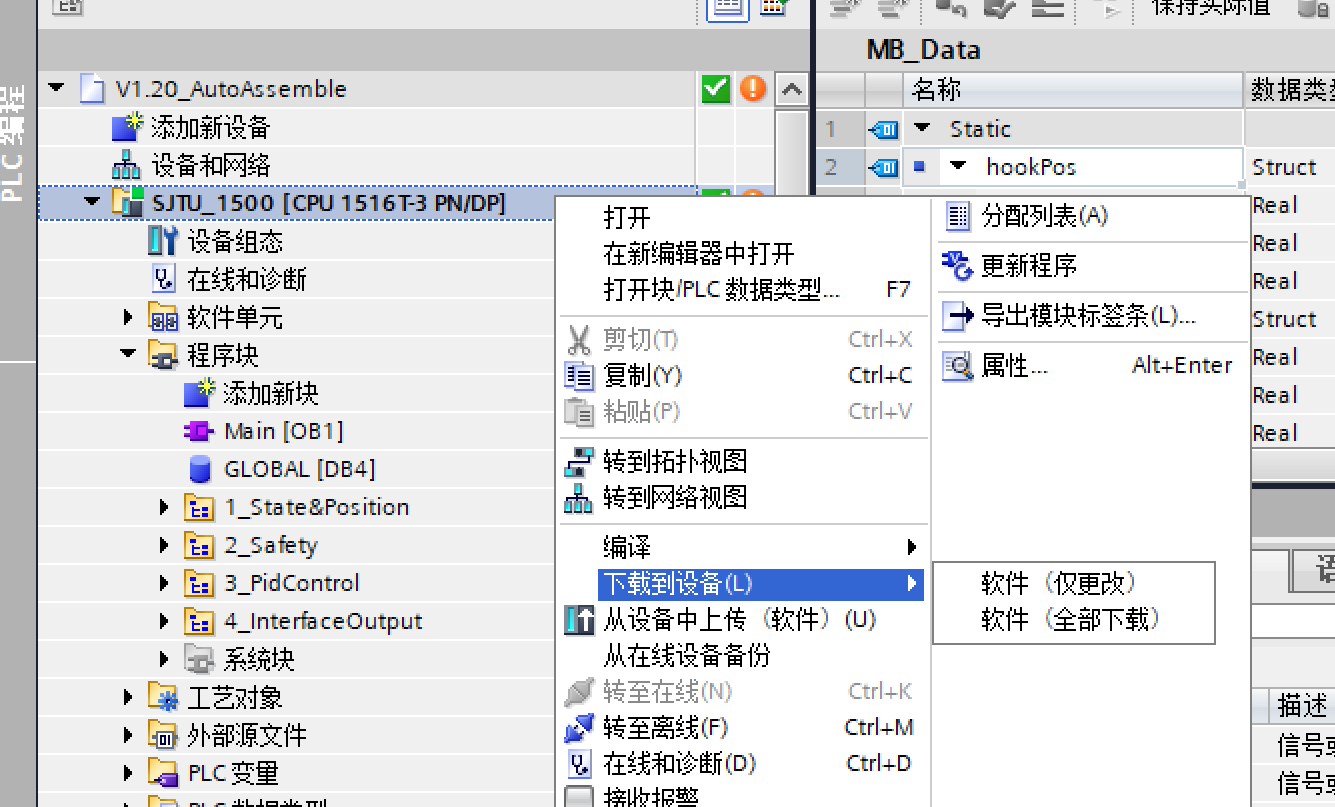 保持实际值
MB_Data
PLC 编程
V1.20_AutoAssemble
添加新设备
设备和网络
SJTU_1500 [CPU 1516T-3 PN/DP]
设备组态
在线和诊断
软件单元
程序块
添加新块
Main [OB1]
GLOBAL [DB4]
1_State&Position
2_Safety
3_PidControl
4_InterfaceOutput
系统块
工艺对象
外部源文件
PLC 变量
PLC 数据类型
名称 数据类型
1 Static
2 hookPos Struct
Real
Real
Real
Struct
Real
Real
Real
打开
在新编辑器中打开
打开块/PLC 数据类型... F7
剪切(T) Ctrl+X
复制(Y) Ctrl+C
粘贴(P) Ctrl+V
转到拓扑视图
转到网络视图
编译
下载到设备(L)
从设备中上传（软件）(U)
从在线设备备份
转至在线(N) Ctrl+K
转至离线(F) Ctrl+M
在线和诊断(D) Ctrl+D
接收报警
分配列表(A)
更新程序
导出模块标签条(L)...
属性... Alt+Enter
软件（仅更改）
软件（全部下载）
描述
信号或
信号或